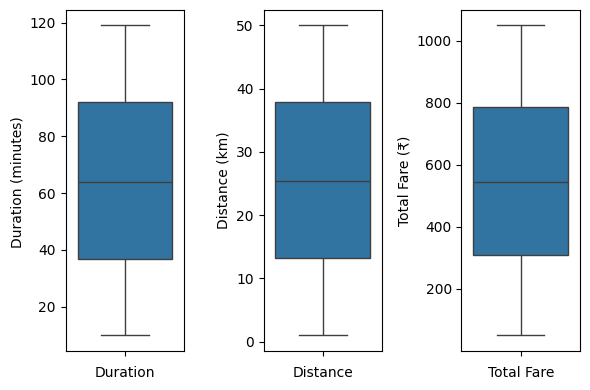 Duration (minutes)
120
100
80
60
40
20
Duration
Distance (km)
50
40
30
20
10
0
Distance
Total Fare (₹)
1000
800
600
400
200
Total Fare